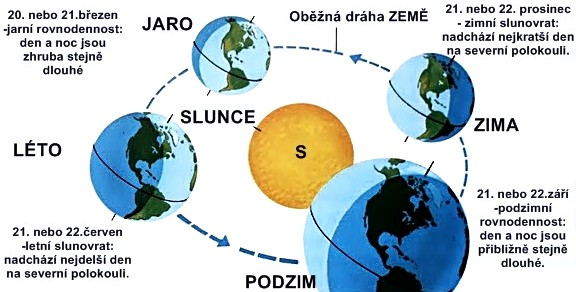 20. nebo 21.březen
-jarní rovnodennost:
den a noc jsou
zhruba stejně
dlouhé
JARO
Oběžná dráha ZEMĚ
21. nebo 22. prosinec
- zimní slunovrat:
nadchází nejkratší den
na severní polokouli.
SLUNCE
S
ZIMA
LÉTO
21. nebo 22.červen
-letní slunovrat:
nadchází nejdelší den
na severní polokouli.
PODZIM
21. nebo 22.září
-podzimní
rovnodennost:
den a noc jsou
přibližně stejně
dlouhé.